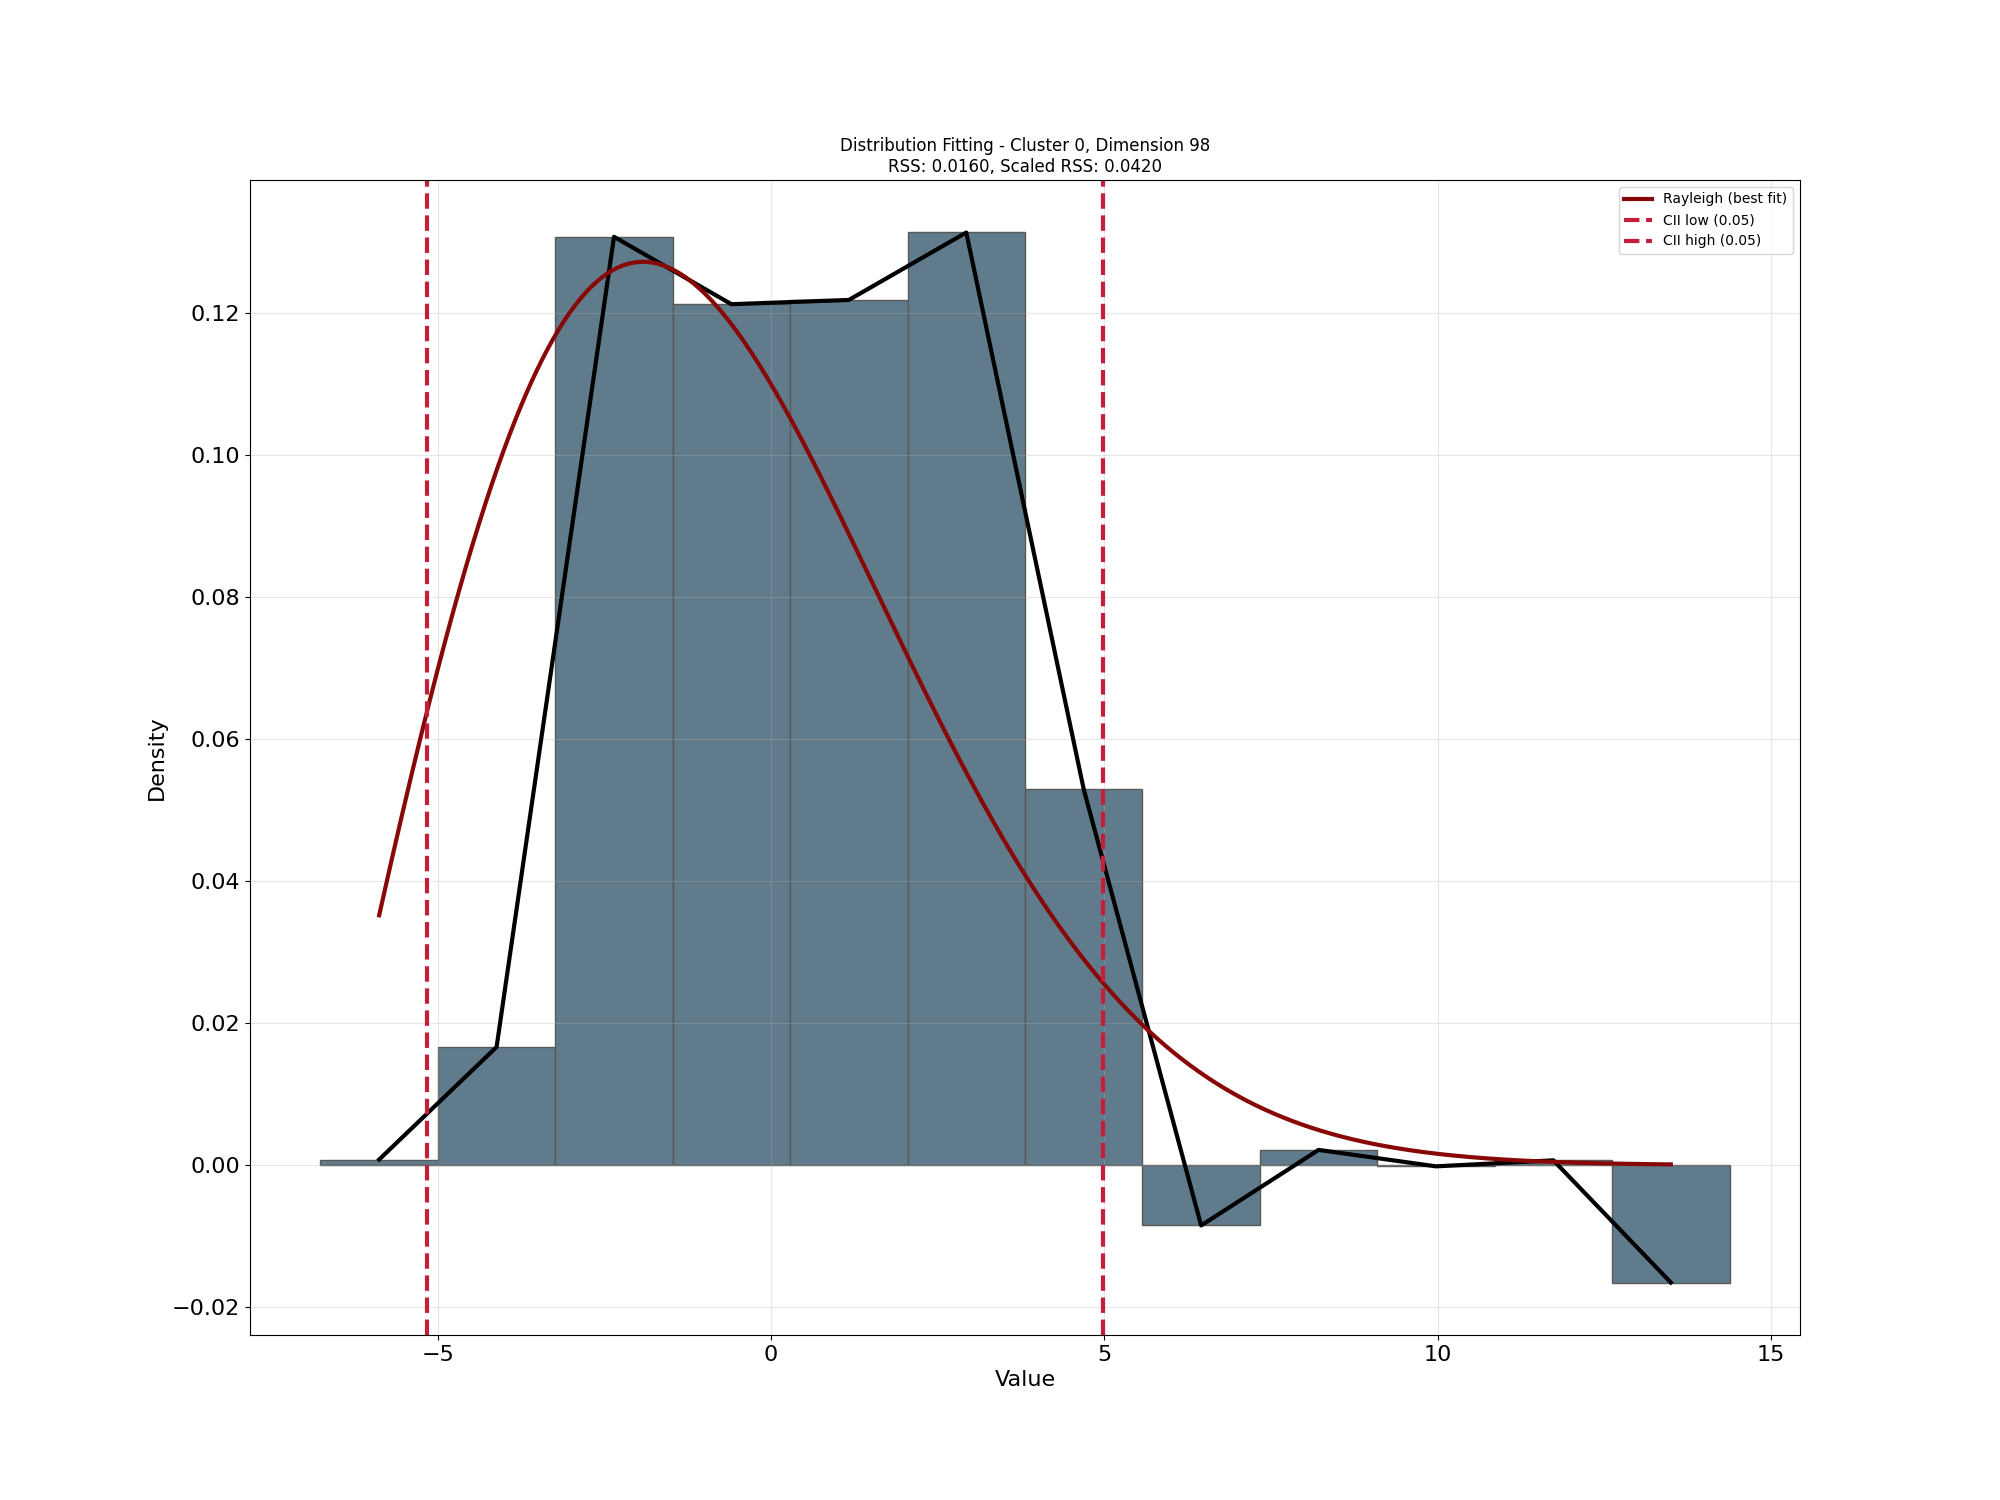 Distribution Fitting - Cluster 0, Dimension 98
RSS: 0.0160, Scaled RSS: 0.0420
Rayleigh (best fit)
CII low (0.05)
CII high (0.05)
Density
0.12
0.10
0.08
0.06
0.04
0.02
0.00
−0.02
−5
0
5
10
15
Value